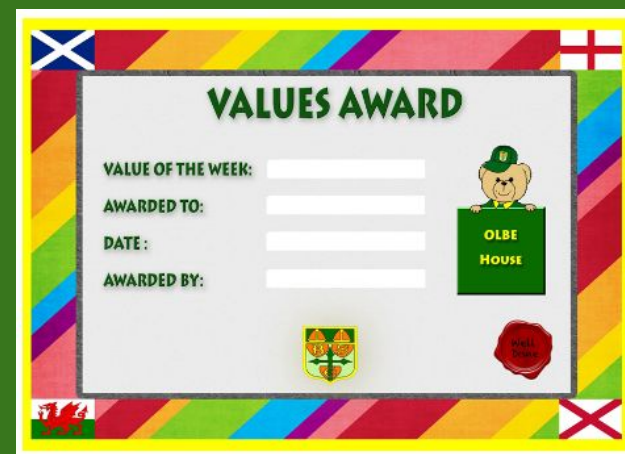 VALUES AWARD
VALUE OF THE WEEK:
AWARDED TO:
DATE :
AWARDED BY:
OLBE
HOUSE
Well
Done